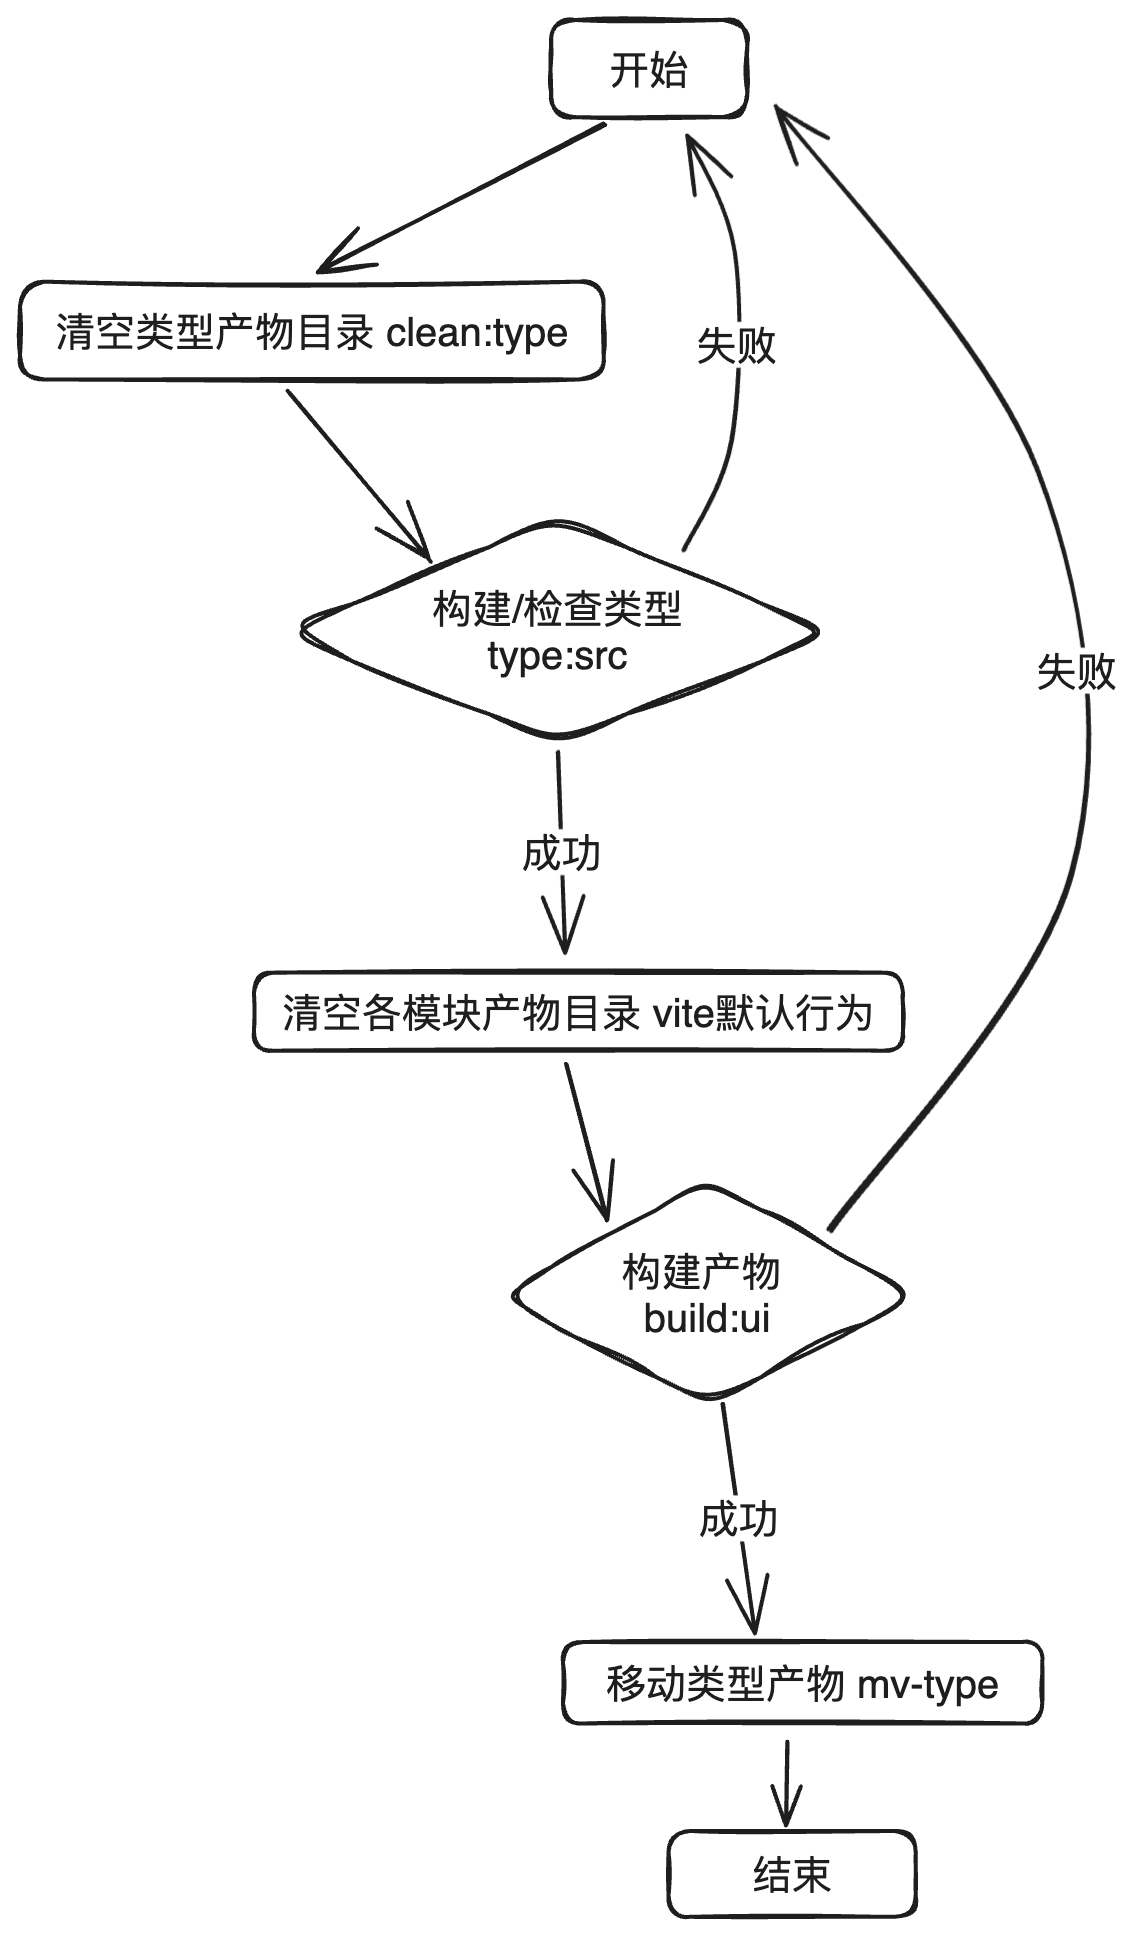 开始
清空类型产物目录 clean:type
失败
构建/检查类型
type:src
失败
成功
清空各模块产物目录 vite默认行为
构建产物
build:ui
成功
移动类型产物 mv-type
结束